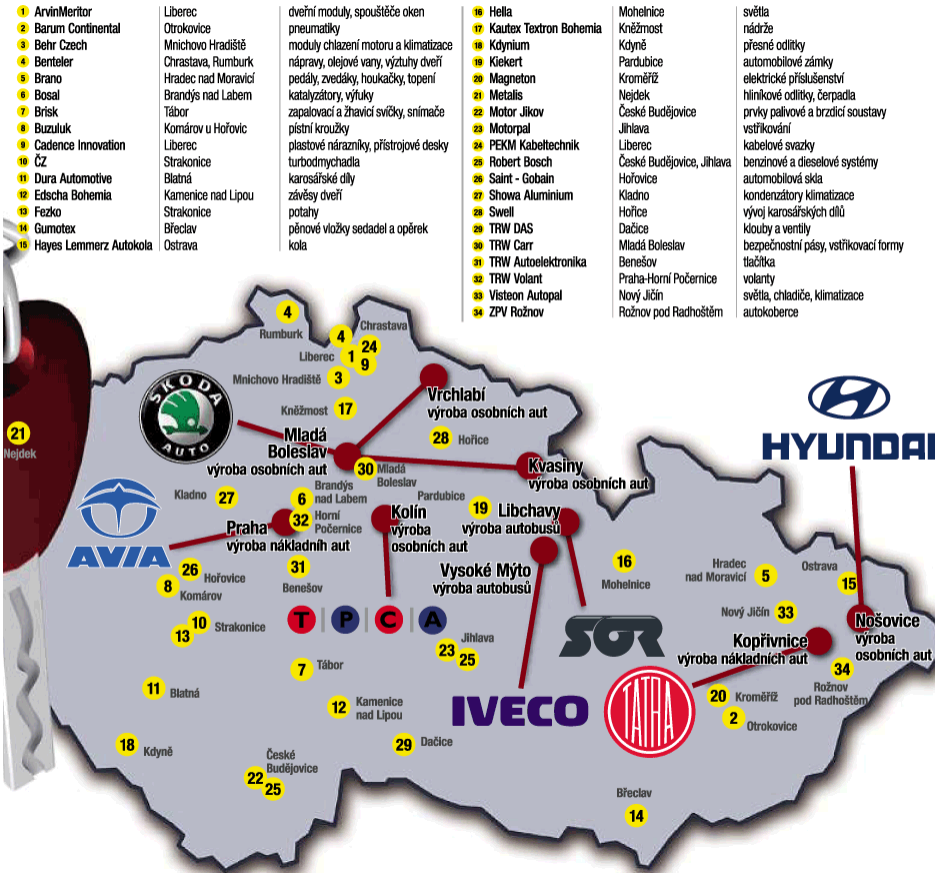 1 ArvinMeritor Liberec dveřní moduly, spouštěče oken
2 Barum Continental Otrokovice pneumatiky
3 Behr Czech Mnichovo Hradiště moduly chlazení motoru a klimatizace
4 Benteler Chrastava, Rumburk nápravy, olejové vany, výztuhy dveří
5 Brano Hradec nad Moravicí pedály, zvedáky, houkačky, topení
6 Bosal Brandýs nad Labem katalyzátory, výfuky
7 Brisk Tábor zapalovací a žhavicí svíčky, snímače
8 Buzuluk Komárov u Hořovic pístní kroužky
9 Cadence Innovation Liberec plastové nárazníky, přístrojové desky
10 ČZ Strakonice turbodmychadla
11 Dura Automotive Blatná karosářské díly
12 Edscha Bohemia Kamenice nad Lipou závěsy dveří
13 Fezko Strakonice potahy
14 Gumotex Břeclav pěnové vložky sedadel a opěrek
15 Hayes Lemmerz Autokola Ostrava kola
16 Hella Mohelnice světla
17 Kautex Textron Bohemia Kněžmost nádrže
18 Kdynium Kdyně přesné odlitky
19 Kiekert Pardubice automobilové zámky
20 Magneton Kroměříž elektrické příslušenství
21 Metalis Nejdek hliníkové odlitky, čerpadla
22 Motor Jikov České Budějovice prvky palivové a brzdicí soustavy
23 Motorpal Jihlava vstřikování
24 PEKM Kabeltechnik Liberec kabelové svazky
25 Robert Bosch České Budějovice, Jihlava benzinové a dieselové systémy
26 Saint - Gobain Hořovice automobilová skla
27 Showa Aluminium Kladno kondenzátory klimatizace
28 Swell Hořice vývoj karosářských dílů
29 TRW DAS Dačice klouby a ventily
30 TRW Carr Mladá Boleslav bezpečnostní pásy, vstřikovací formy
31 TRW Autoelektronika Benešov tlačítka
32 TRW Volant Praha-Horní Počernice volanty
33 Visteon Autopal Nový Jičín světla, chladiče, klimatizace
34 ZPV Rožnov Rožnov pod Radhoštěm autokoberce
4
Rumburk
4 Chrastava
24
Liberec 1
9
Mnichovo Hradiště 3
Kněžmost 17
ŠKODA
AUTO
Vrchlabí
výroba osobních aut
28 Hořice
Mladá
Boleslav
výroba osobních aut
30 Mladá
Boleslav
Kvasiny
výroba osobních aut
HYUNDAI
21
Nejdek
Kladno 27
6 Brandýs
nad Labem
32 Horní
Počernice
Praha
výroba nákladníh aut
AVIA
Pardubice 19
Kolín
výroba
osobních aut
Libchavy
výroba autobusů
Vysoké Mýto
výroba autobusů
31
Benešov
26 Hořovice
8 Komárov
T P C A
16
Mohelnice
Hradec
nad Moravicí 5
Ostrava 15
Nový Jičín 33
Nošovice
výroba
osobních aut
10 Strakonice
13
SOR
Kopřivnice
výroba nákladních aut
Jihlava
23 25
7 Tábor
11 Blatná
12 Kamenice
nad Lipou
IVECO
TATRA
34
Rožnov
pod Radhoštěm
20 Kroměříž
2 Otrokovice
18 Kdyně
29 Dačice
České
Budějovice
22 25
Břeclav
14